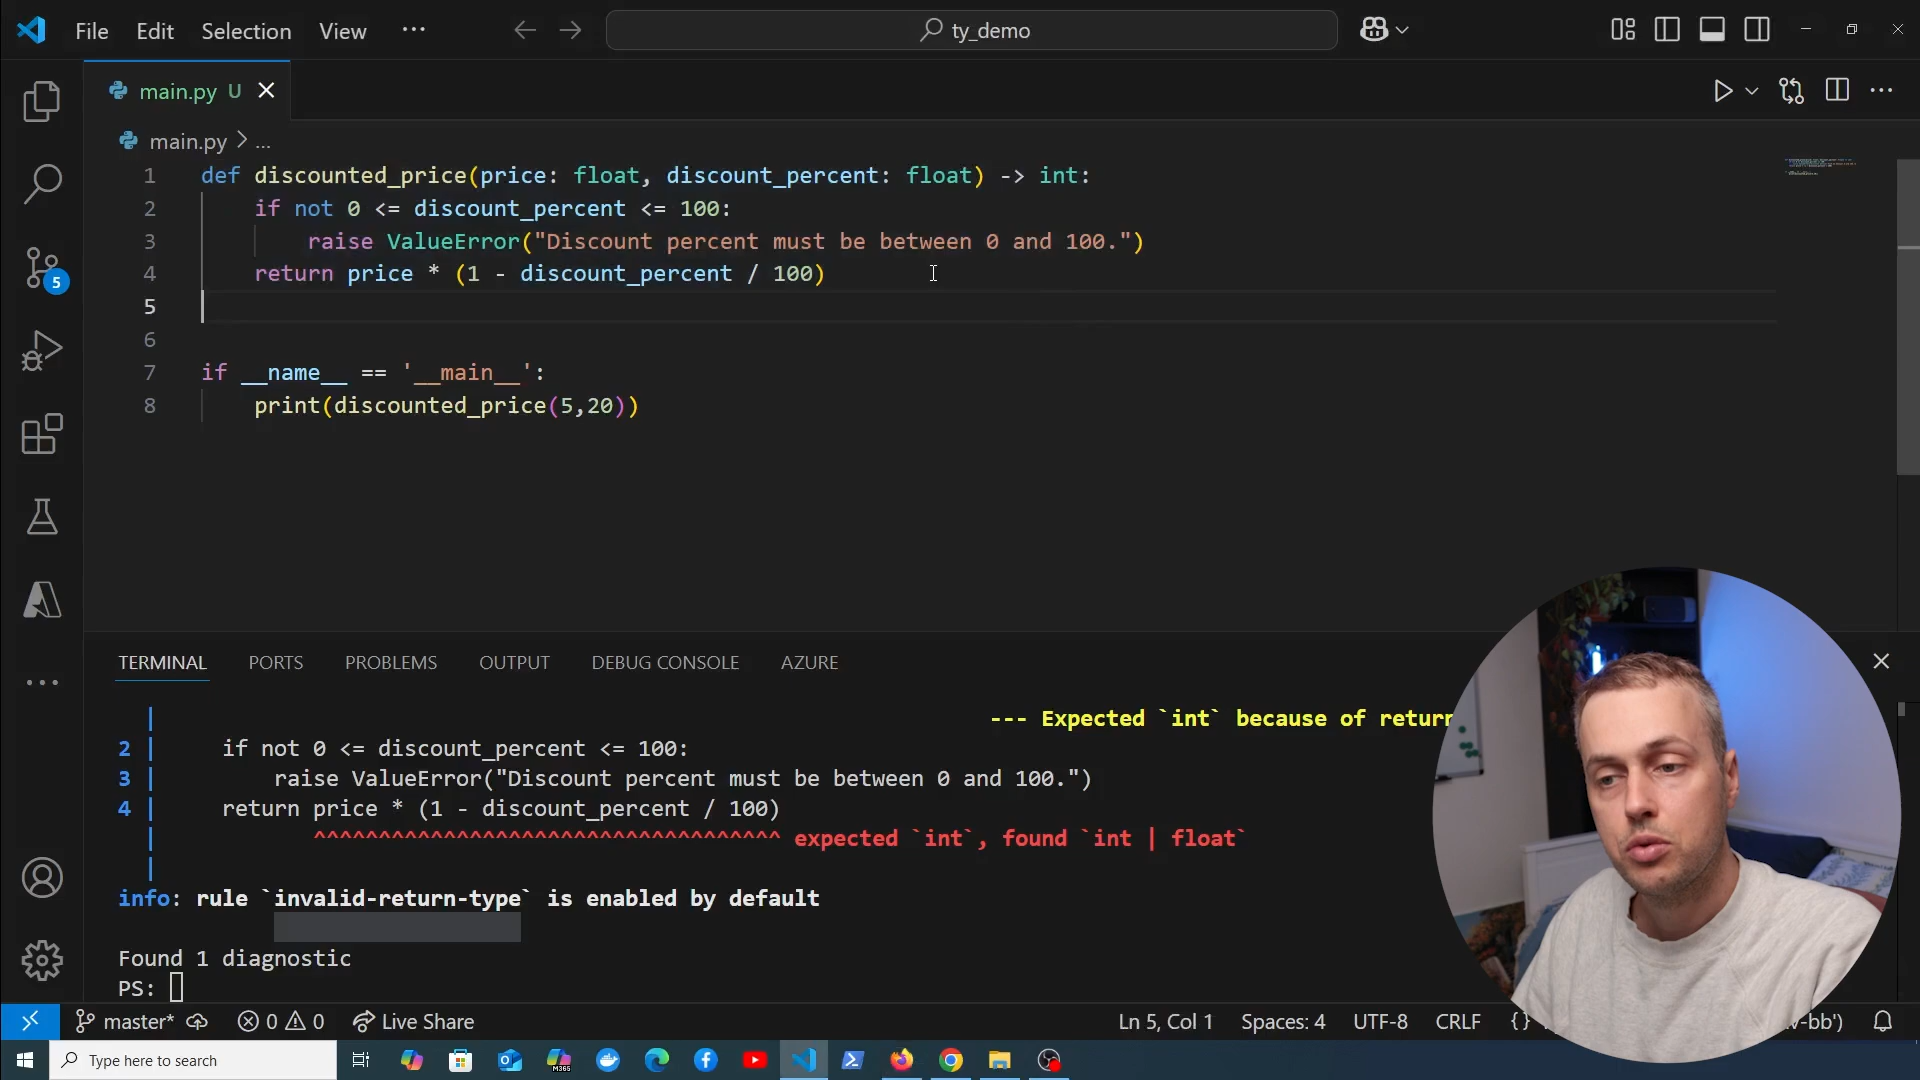 File Edit Selection View ... ty_demo
main.py U
main.py > ...
1 def discounted_price(price: float, discount_percent: float) -> int:
2 if not 0 <= discount_percent <= 100:
3 raise ValueError("Discount percent must be between 0 and 100.")
4 return price * (1 - discount_percent / 100)
5
6
7 if __name__ == '__main__':
8 print(discounted_price(5,20))
5
TERMINAL PORTS PROBLEMS OUTPUT DEBUG CONSOLE AZURE
| --- Expected `int` because of return
2 | if not 0 <= discount_percent <= 100:
3 | raise ValueError("Discount percent must be between 0 and 100.")
4 | return price * (1 - discount_percent / 100)
| ^^^^^^^^^^^^^^^^^^^^^^^^^^^^^^^^^^^^ expected `int`, found `int | float`
|
info: rule `invalid-return-type` is enabled by default
Found 1 diagnostic
PS:
master* 0 0 Live Share Ln 5, Col 1 Spaces: 4 UTF-8 CRLF {} v-bb')
Type here to search M365